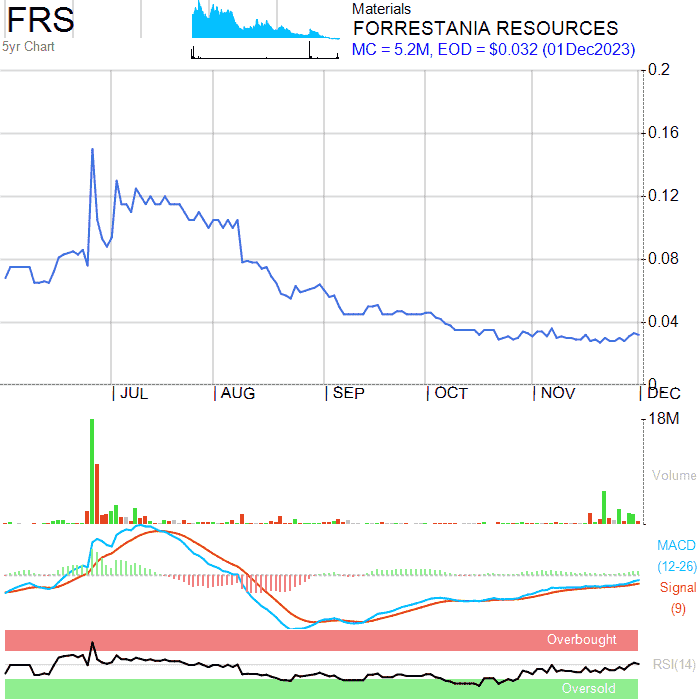 FRS
5yr Chart
Materials
FORRESTANIA RESOURCES
MC = 5.2M, EOD = $0.032 (01Dec2023)
0.2
0.16
0.12
0.08
0.04
0
JUL AUG SEP OCT NOV DEC
18M
Volume
MACD
(12-26)
Signal
(9)
Overbought
RSI(14)
Oversold